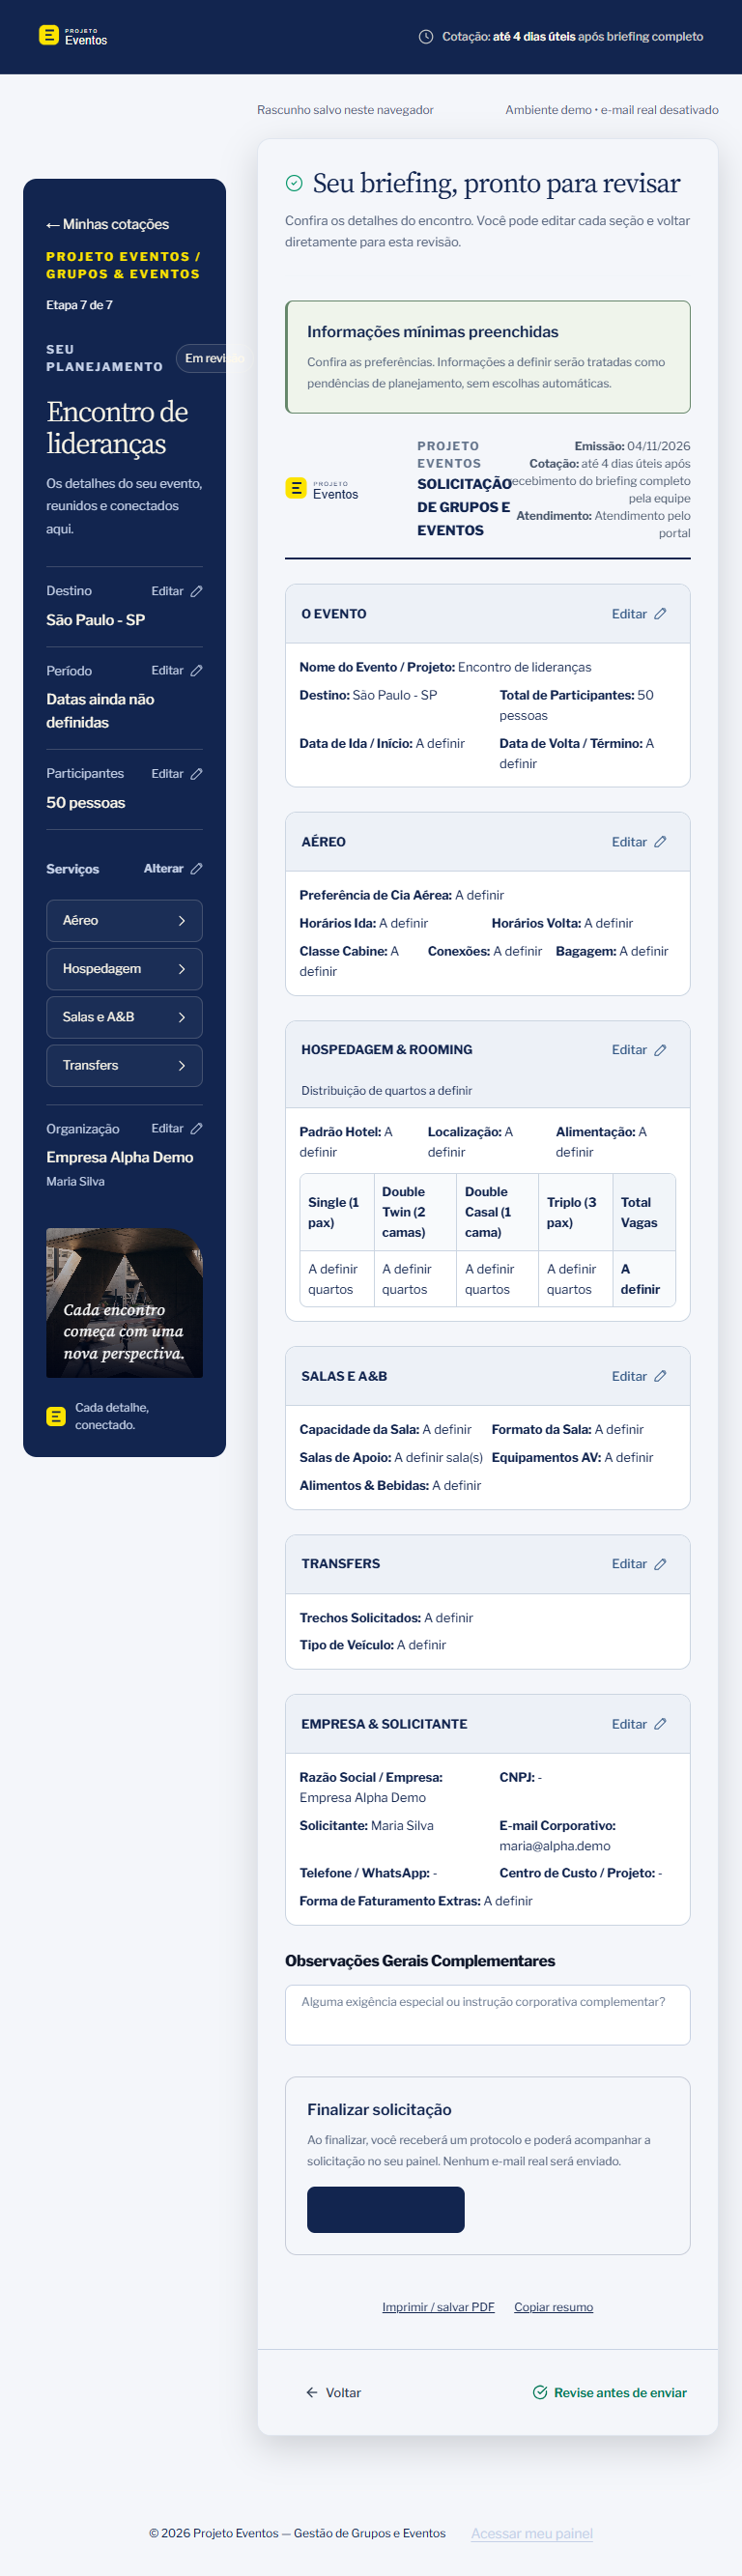 PROJETO
Eventos
Cotação: até 4 dias úteis após briefing completo
Rascunho salvo neste navegador
Ambiente demo • e-mail real desativado
← Minhas cotações
PROJETO EVENTOS /
GRUPOS & EVENTOS
Etapa 7 de 7
SEU
PLANEJAMENTO
Em revisão
Encontro de
lideranças
Os detalhes do seu evento,
reunidos e conectados
aqui.
Destino
Editar
São Paulo - SP
Período
Editar
Datas ainda não
definidas
Participantes
Editar
50 pessoas
Serviços
Alterar
Aéreo
Hospedagem
Salas e A&B
Transfers
Organização
Editar
Empresa Alpha Demo
Maria Silva
Cada encontro
começa com uma
nova perspectiva.
Cada detalhe,
conectado.
Seu briefing, pronto para revisar
Confira os detalhes do encontro. Você pode editar cada seção e voltar
diretamente para esta revisão.
Informações mínimas preenchidas
Confira as preferências. Informações a definir serão tratadas como
pendências de planejamento, sem escolhas automáticas.
PROJETO
Eventos
PROJETO
EVENTOS
SOLICITAÇÃO
DE GRUPOS E
EVENTOS
Emissão: 04/11/2026
Cotação: até 4 dias úteis após
recebimento do briefing completo
pela equipe
Atendimento: Atendimento pelo
portal
O EVENTO
Editar
Nome do Evento / Projeto: Encontro de lideranças
Destino: São Paulo - SP
Total de Participantes: 50
pessoas
Data de Ida / Início: A definir
Data de Volta / Término: A
definir
AÉREO
Editar
Preferência de Cia Aérea: A definir
Horários Ida: A definir
Horários Volta: A definir
Classe Cabine: A
definir
Conexões: A definir
Bagagem: A definir
HOSPEDAGEM & ROOMING
Editar
Distribuição de quartos a definir
Padrão Hotel: A
definir
Localização: A
definir
Alimentação: A
definir
Single (1
pax)
Double
Twin (2
camas)
Double
Casal (1
cama)
Triplo (3
pax)
Total
Vagas
A definir
quartos
A definir
quartos
A definir
quartos
A definir
quartos
A
definir
SALAS E A&B
Editar
Capacidade da Sala: A definir
Formato da Sala: A definir
Salas de Apoio: A definir sala(s)
Equipamentos AV: A definir
Alimentos & Bebidas: A definir
TRANSFERS
Editar
Trechos Solicitados: A definir
Tipo de Veículo: A definir
EMPRESA & SOLICITANTE
Editar
Razão Social / Empresa:
Empresa Alpha Demo
CNPJ: -
Solicitante: Maria Silva
E-mail Corporativo:
maria@alpha.demo
Telefone / WhatsApp: -
Centro de Custo / Projeto: -
Forma de Faturamento Extras: A definir
Observações Gerais Complementares
Alguma exigência especial ou instrução corporativa complementar?
Finalizar solicitação
Ao finalizar, você receberá um protocolo e poderá acompanhar a
solicitação no seu painel. Nenhum e-mail real será enviado.
Imprimir / salvar PDF
Copiar resumo
← Voltar
Revise antes de enviar
© 2026 Projeto Eventos — Gestão de Grupos e Eventos
Acessar meu painel